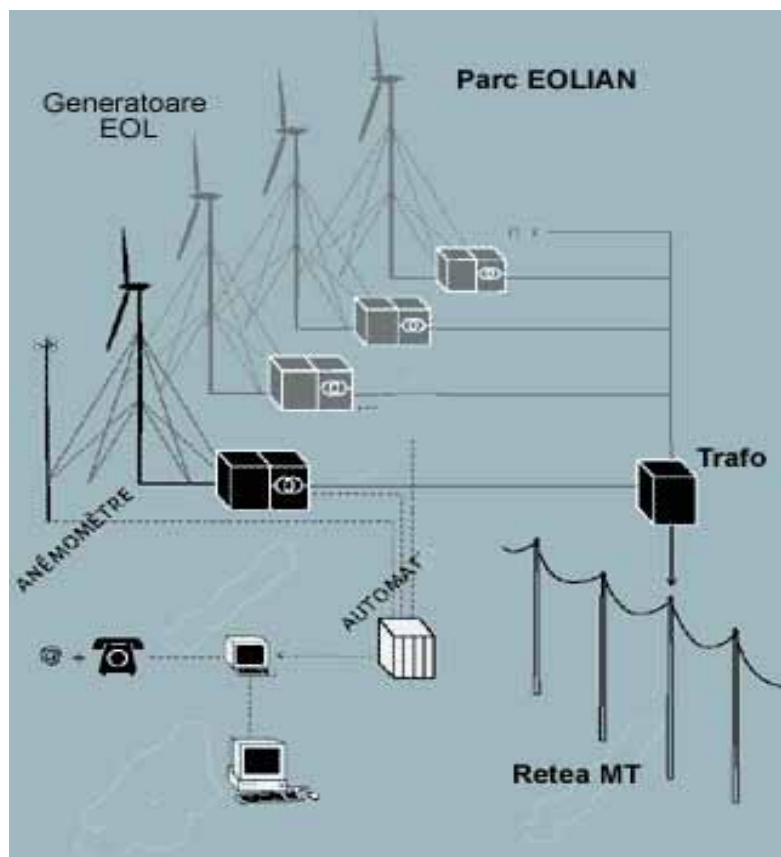 Parc EOLIAN
Generatoare
EOL
Trafo
ANÉMOMÈTRE
AUTOMAT
@
Retea MT